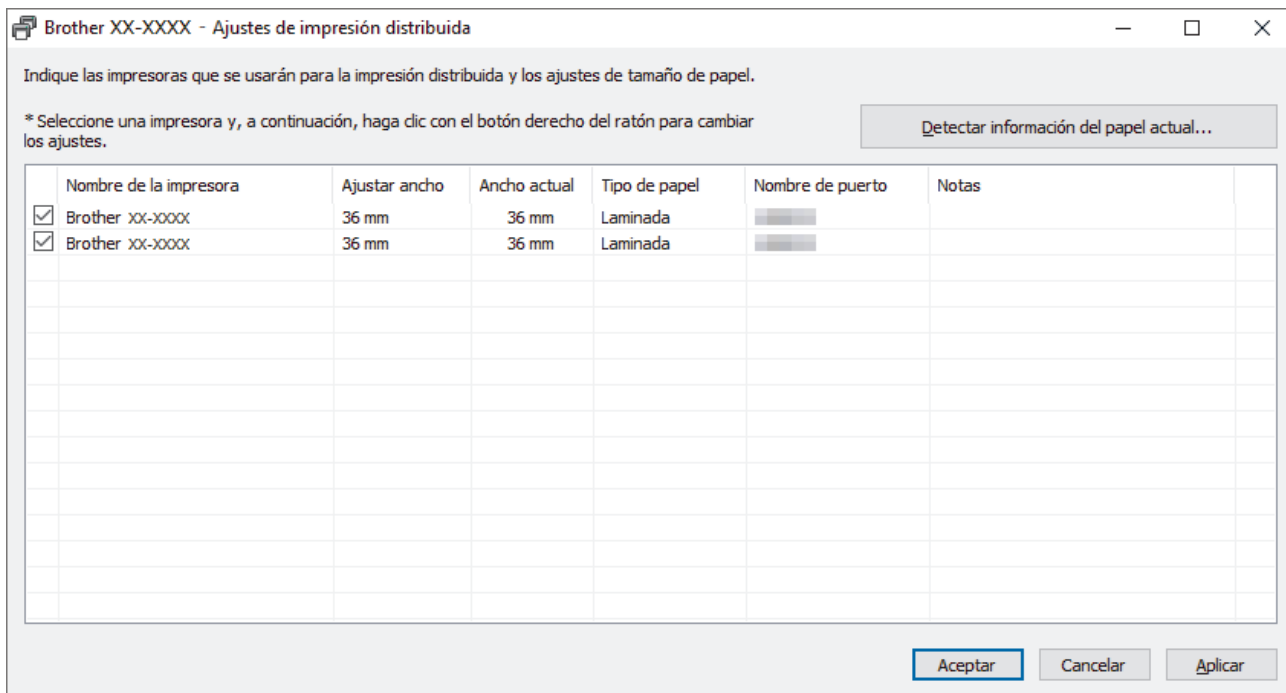 Brother XX-XXXX - Ajustes de impresión distribuida
Indique las impresoras que se usarán para la impresión distribuida y los ajustes de tamaño de papel.
* Seleccione una impresora y, a continuación, haga clic con el botón derecho del ratón para cambiar
los ajustes.
Detectar información del papel actual...
Nombre de la impresora Ajustar ancho Ancho actual Tipo de papel Nombre de puerto Notas
Brother XX-XXXX 36 mm 36 mm Laminada
Brother XX-XXXX 36 mm 36 mm Laminada
Aceptar Cancelar Aplicar